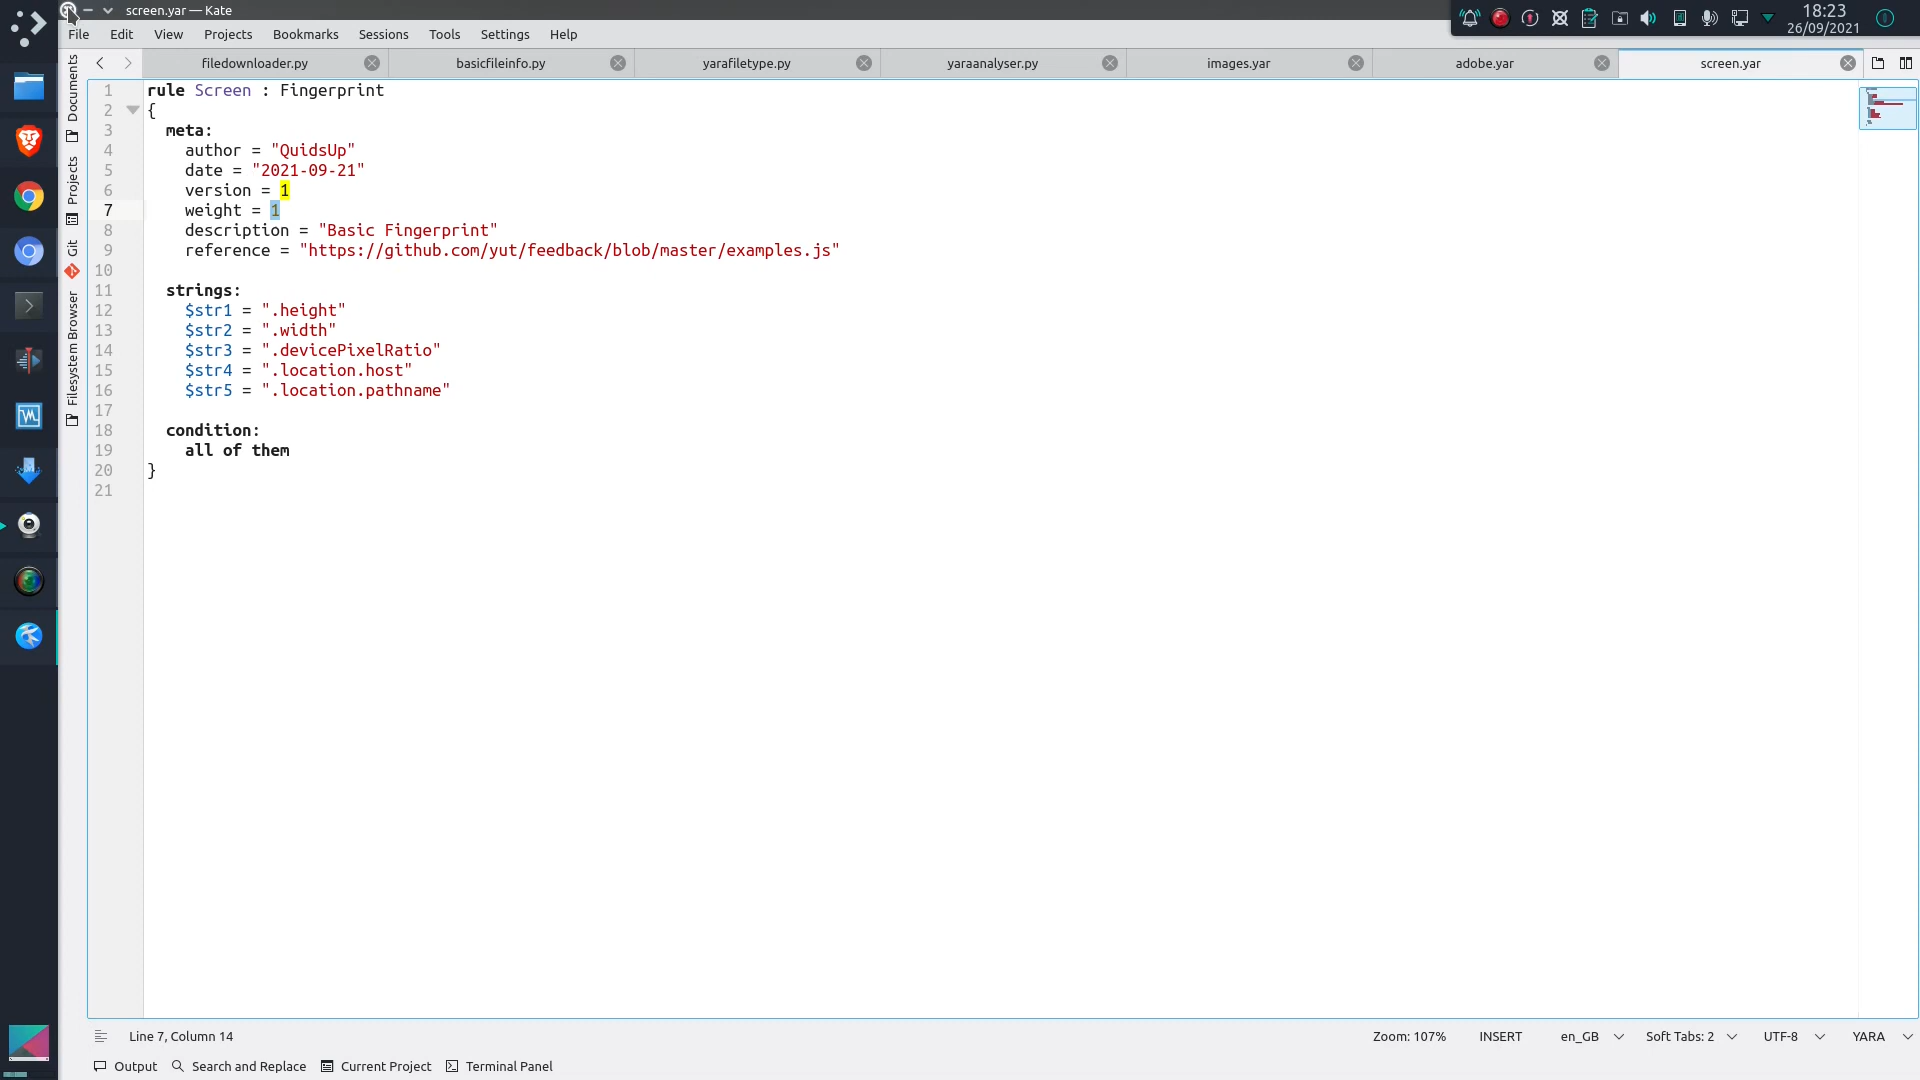 screen.yar — Kate
18:23
26/09/2021
File Edit View Projects Bookmarks Sessions Tools Settings Help
filedownloader.py basicfileinfo.py yarafiletype.py yaraanalyser.py images.yar adobe.yar screen.yar
Documents
Projects
Git
Filesystem Browser
1 rule Screen : Fingerprint
2 {
3 meta:
4 author = "QuidsUp"
5 date = "2021-09-21"
6 version = 1
7 weight = 1
8 description = "Basic Fingerprint"
9 reference = "https://github.com/yut/feedback/blob/master/examples.js"
10
11 strings:
12 $str1 = ".height"
13 $str2 = ".width"
14 $str3 = ".devicePixelRatio"
15 $str4 = ".location.host"
16 $str5 = ".location.pathname"
17
18 condition:
19 all of them
20 }
21
Line 7, Column 14 Zoom: 107% INSERT en_GB Soft Tabs: 2 UTF-8 YARA
Output Search and Replace Current Project Terminal Panel